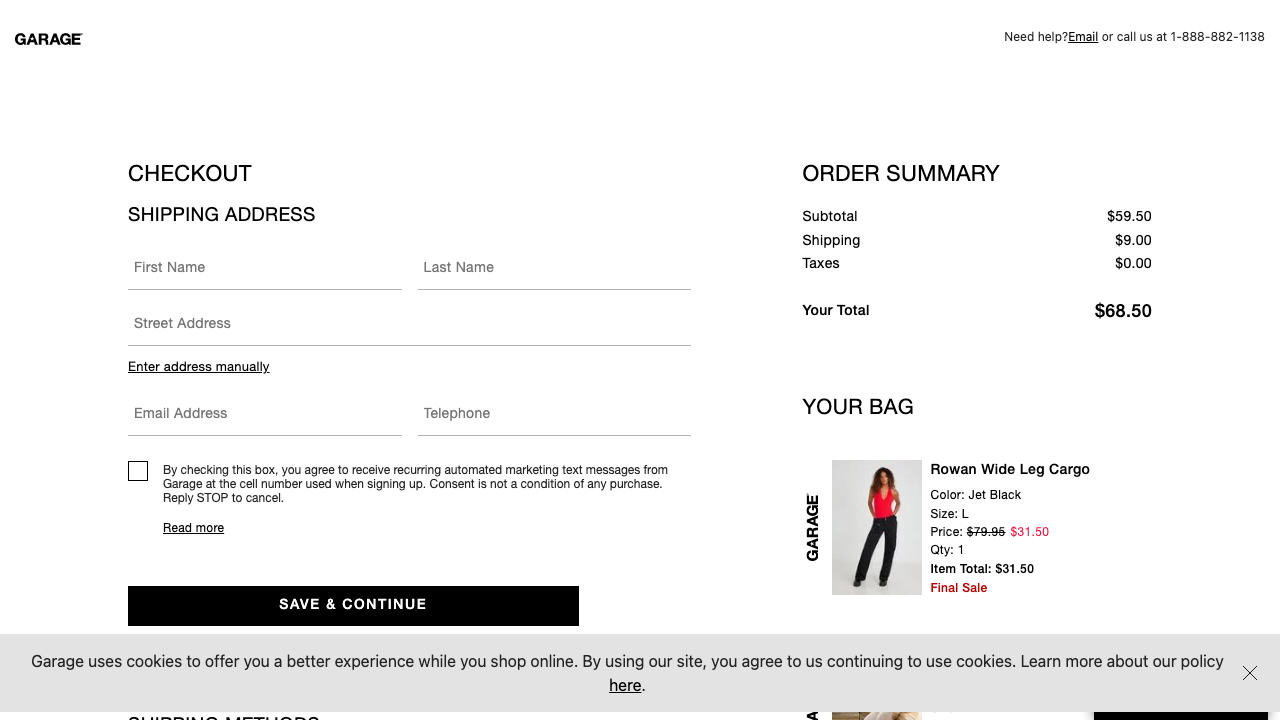 GARAGE
Need help?Email or call us at 1-888-882-1138
CHECKOUT
SHIPPING ADDRESS
First Name
Last Name
Street Address
Enter address manually
Email Address
Telephone
By checking this box, you agree to receive recurring automated marketing text messages from
Garage at the cell number used when signing up. Consent is not a condition of any purchase.
Reply STOP to cancel.
Read more
SAVE & CONTINUE
ORDER SUMMARY
Subtotal $59.50
Shipping $9.00
Taxes $0.00
Your Total $68.50
YOUR BAG
GARAGE
Rowan Wide Leg Cargo
Color: Jet Black
Size: L
Price: $79.95 $31.50
Qty: 1
Item Total: $31.50
Final Sale
Garage uses cookies to offer you a better experience while you shop online. By using our site, you agree to us continuing to use cookies. Learn more about our policy
here.
SHIPPING METHODS